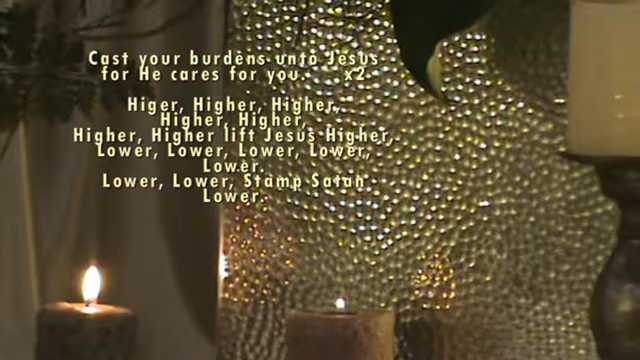 Cast your burdens unto Jesus
for He cares for you. x2
Higer, Higher, Higher,
Higher, Higher,
Higher, Higher lift Jesus Higher,
Lower, Lower, Lower, Lower,
Lower.
Lower, Lower, Stamp Satan
Lower.